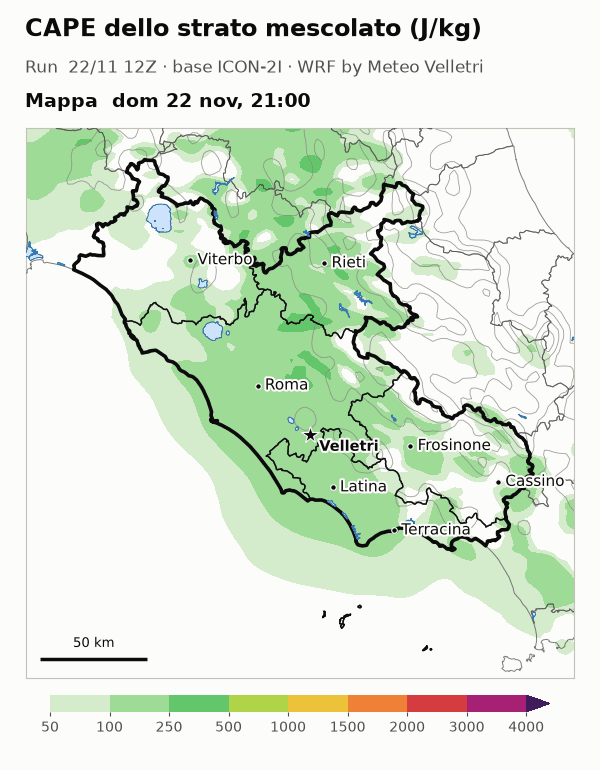 CAPE dello strato mescolato (J/kg)
Run  22/11 12Z · base ICON-2I · WRF by Meteo Velletri
Mappa  dom 22 nov, 21:00
Viterbo
Rieti
Roma
Velletri
Frosinone
Cassino
Latina
Terracina
50 km
50 100 250 500 1000 1500 2000 3000 4000